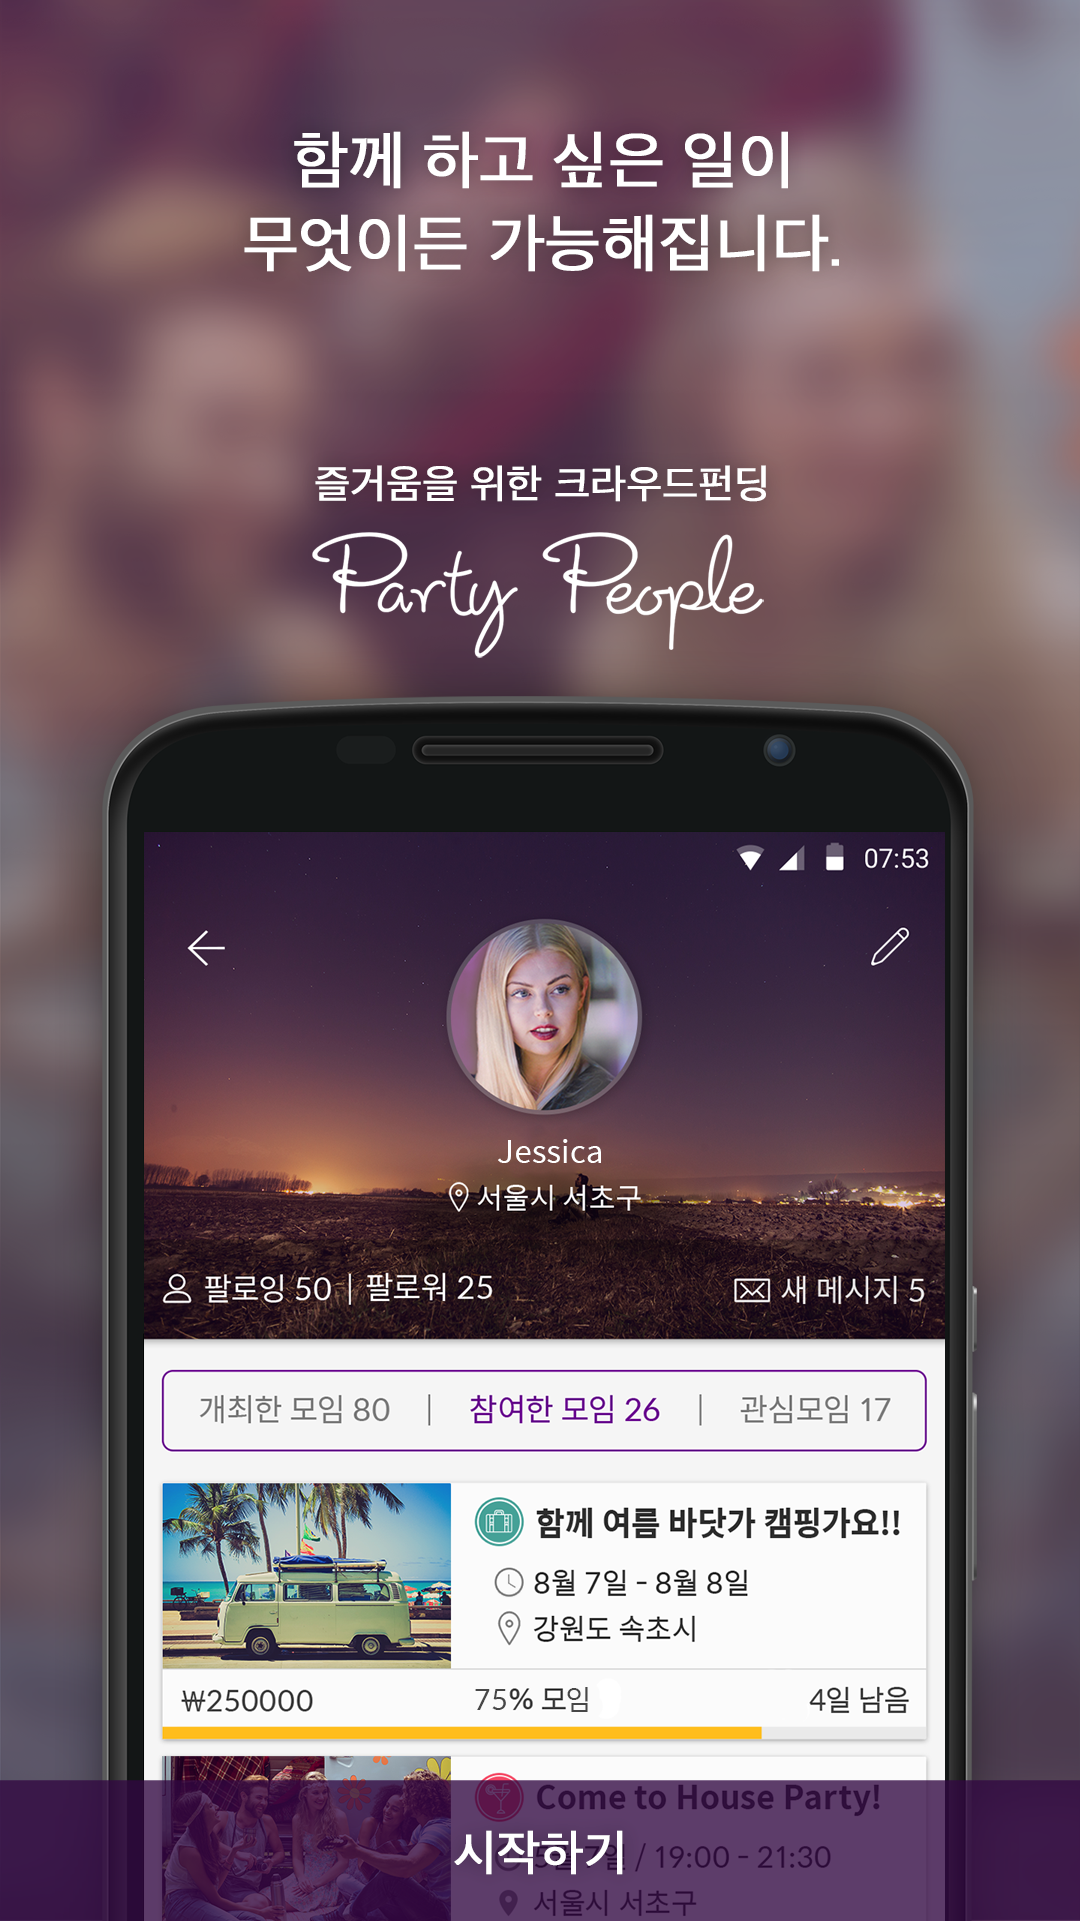 함께 하고 싶은 일이
무엇이든 가능해집니다.
즐거움을 위한 크라우드펀딩
Party People
07:53
Jessica
서울시 서초구
팔로잉 50 | 팔로워 25
새 메시지 5
개최한 모임 80 | 참여한 모임 26 | 관심모임 17
함께 여름 바닷가 캠핑가요!!
8월 7일 - 8월 8일
강원도 속초시
₩250000 75% 모임 4일 남음
Come to House Party!
시작하기
/ 19:00 - 21:30
서울시 서초구